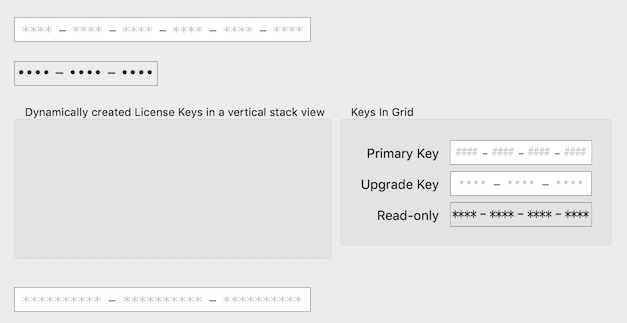 **** – **** – **** – **** – **** – ****
•••• – •••• – ••••
Dynamically created License Keys in a vertical stack view
Keys In Grid
Primary Key #### – #### – #### – ####
Upgrade Key •••• – •••• – ••••
Read-only **** – **** – **** – ****
********** – ********** – **********